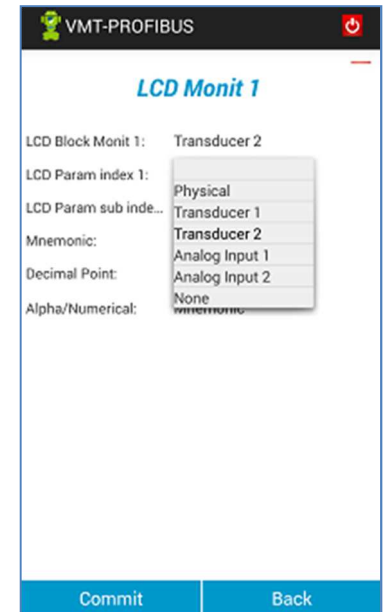 VMT-PROFIBUS
LCD Monit 1
LCD Block Monit 1: Transducer 2
LCD Param index 1:
Physical
LCD Param sub inde... Transducer 1
Mnemonic: Transducer 2
Analog Input 1
Decimal Point: Analog Input 2
None
Alpha/Numerical: Mnemonic
Commit Back